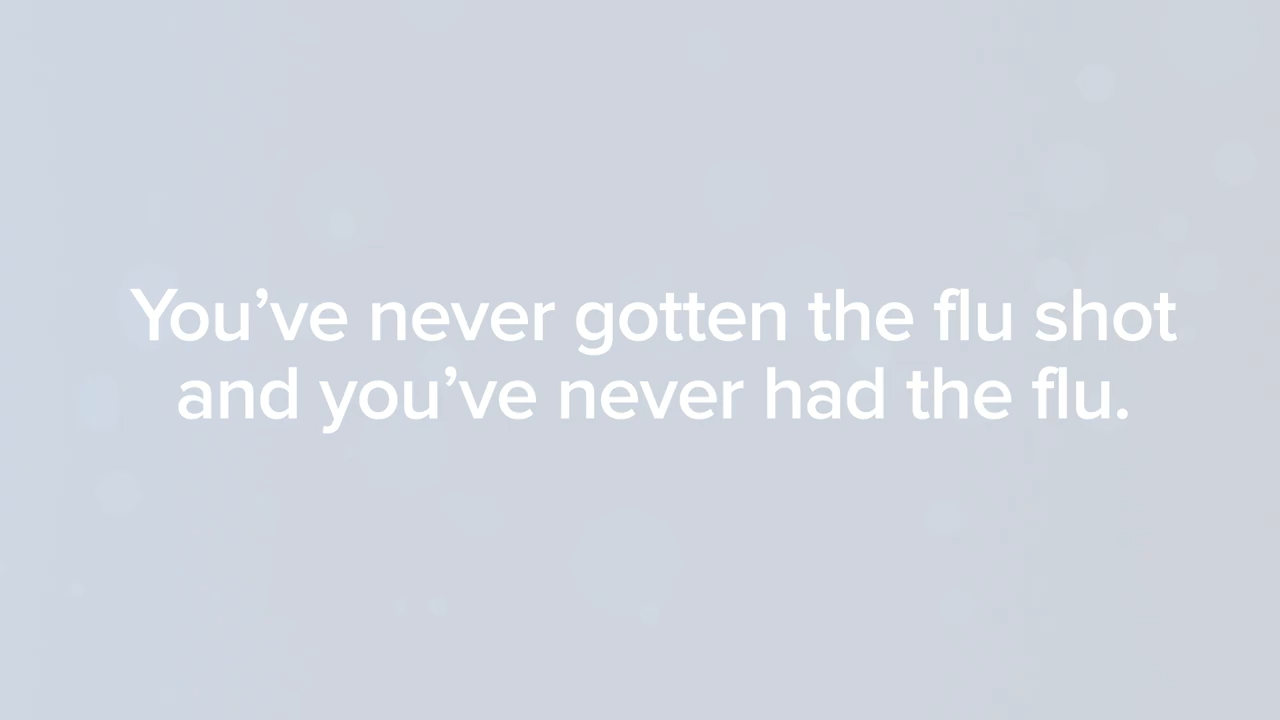 You’ve never gotten the flu shot
and you’ve never had the flu.